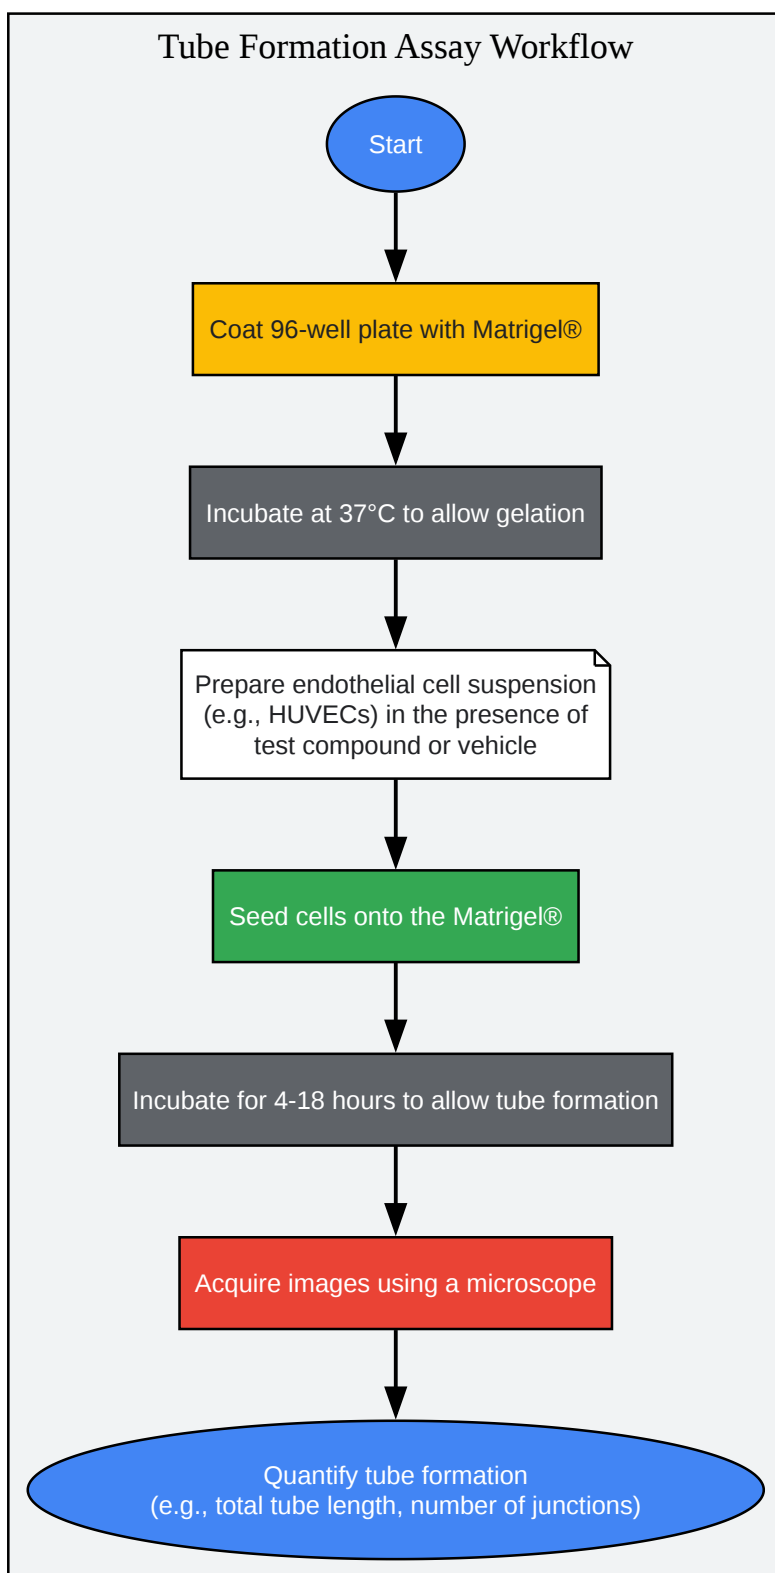 Tube Formation Assay Workflow
Start
Coat 96-well plate with Matrigel®
Incubate at 37°C to allow gelation
Prepare endothelial cell suspension
(e.g., HUVECs) in the presence of
test compound or vehicle
Seed cells onto the Matrigel®
Incubate for 4-18 hours to allow tube formation
Acquire images using a microscope
Quantify tube formation
(e.g., total tube length, number of junctions)